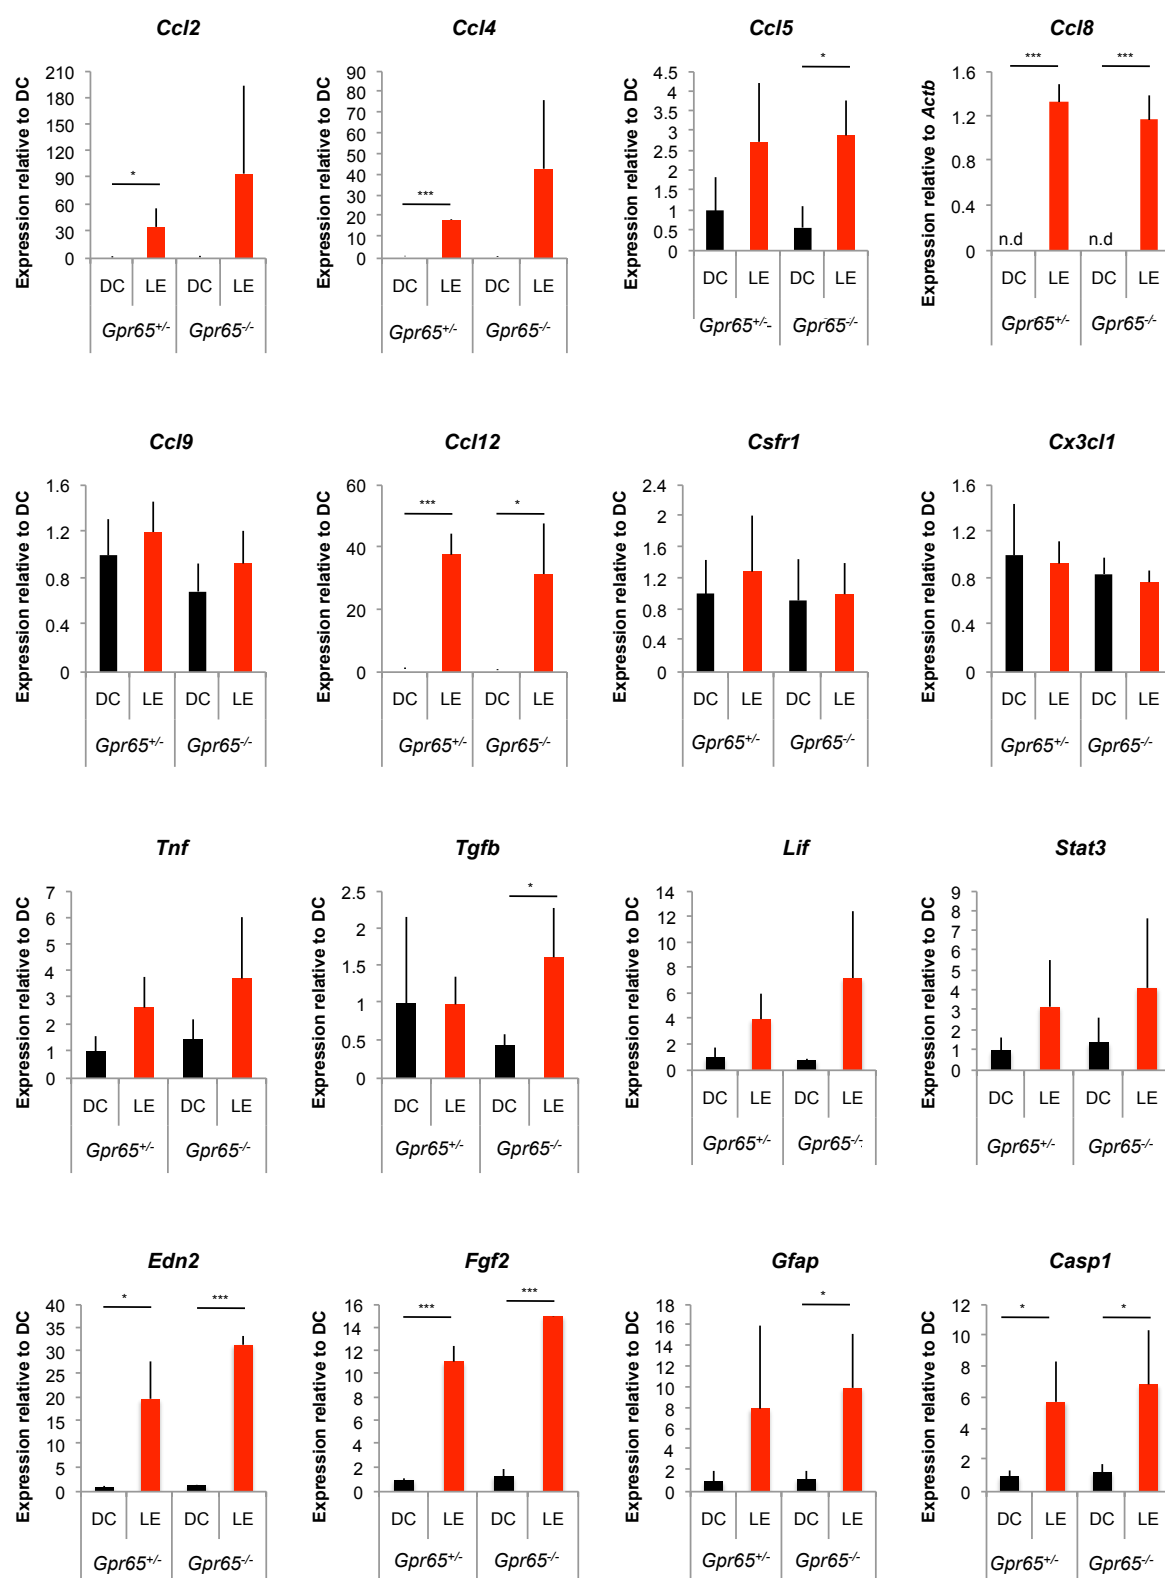 Ccl2
Expression relative to DC
210
180
150
120
90
60
30
0
*
DC LE DC LE
Gpr65+/- Gpr65-/-
Ccl4
Expression relative to DC
90
80
70
60
50
40
30
20
10
0
***
DC LE DC LE
Gpr65+/- Gpr65-/-
Ccl5
Expression relative to DC
4.5
4
3.5
3
2.5
2
1.5
1
0.5
0
*
DC LE DC LE
Gpr65+/- Gpr65-/-
Ccl8
Expression relative to Actb
1.6
1.2
0.8
0.4
0
*** ***
n.d n.d
DC LE DC LE
Gpr65+/- Gpr65-/-
Ccl9
Expression relative to DC
1.6
1.2
0.8
0.4
0
DC LE DC LE
Gpr65+/- Gpr65-/-
Ccl12
Expression relative to DC
60
40
20
0
*** *
DC LE DC LE
Gpr65+/- Gpr65-/-
Csfr1
Expression relative to DC
2.4
2
1.6
1.2
0.8
0.4
0
DC LE DC LE
Gpr65+/- Gpr65-/-
Cx3cl1
Expression relative to DC
1.6
1.2
0.8
0.4
0
DC LE DC LE
Gpr65+/- Gpr65-/-
Tnf
Expression relative to DC
7
6
5
4
3
2
1
0
DC LE DC LE
Gpr65+/- Gpr65-/-
Tgfb
Expression relative to DC
2.5
2
1.5
1
0.5
0
*
DC LE DC LE
Gpr65+/- Gpr65-/-
Lif
Expression relative to DC
14
12
10
8
6
4
2
0
DC LE DC LE
Gpr65+/- Gpr65-/-
Stat3
Expression relative to DC
9
8
7
6
5
4
3
2
1
0
DC LE DC LE
Gpr65+/- Gpr65-/-
Edn2
Expression relative to DC
40
35
30
25
20
15
10
5
0
* ***
DC LE DC LE
Gpr65+/- Gpr65-/-
Fgf2
Expression relative to DC
16
14
12
10
8
6
4
2
0
*** ***
DC LE DC LE
Gpr65+/- Gpr65-/-
Gfap
Expression relative to DC
18
16
14
12
10
8
6
4
2
0
*
DC LE DC LE
Gpr65+/- Gpr65-/-
Casp1
Expression relative to DC
12
10
8
6
4
2
0
* *
DC LE DC LE
Gpr65+/- Gpr65-/-